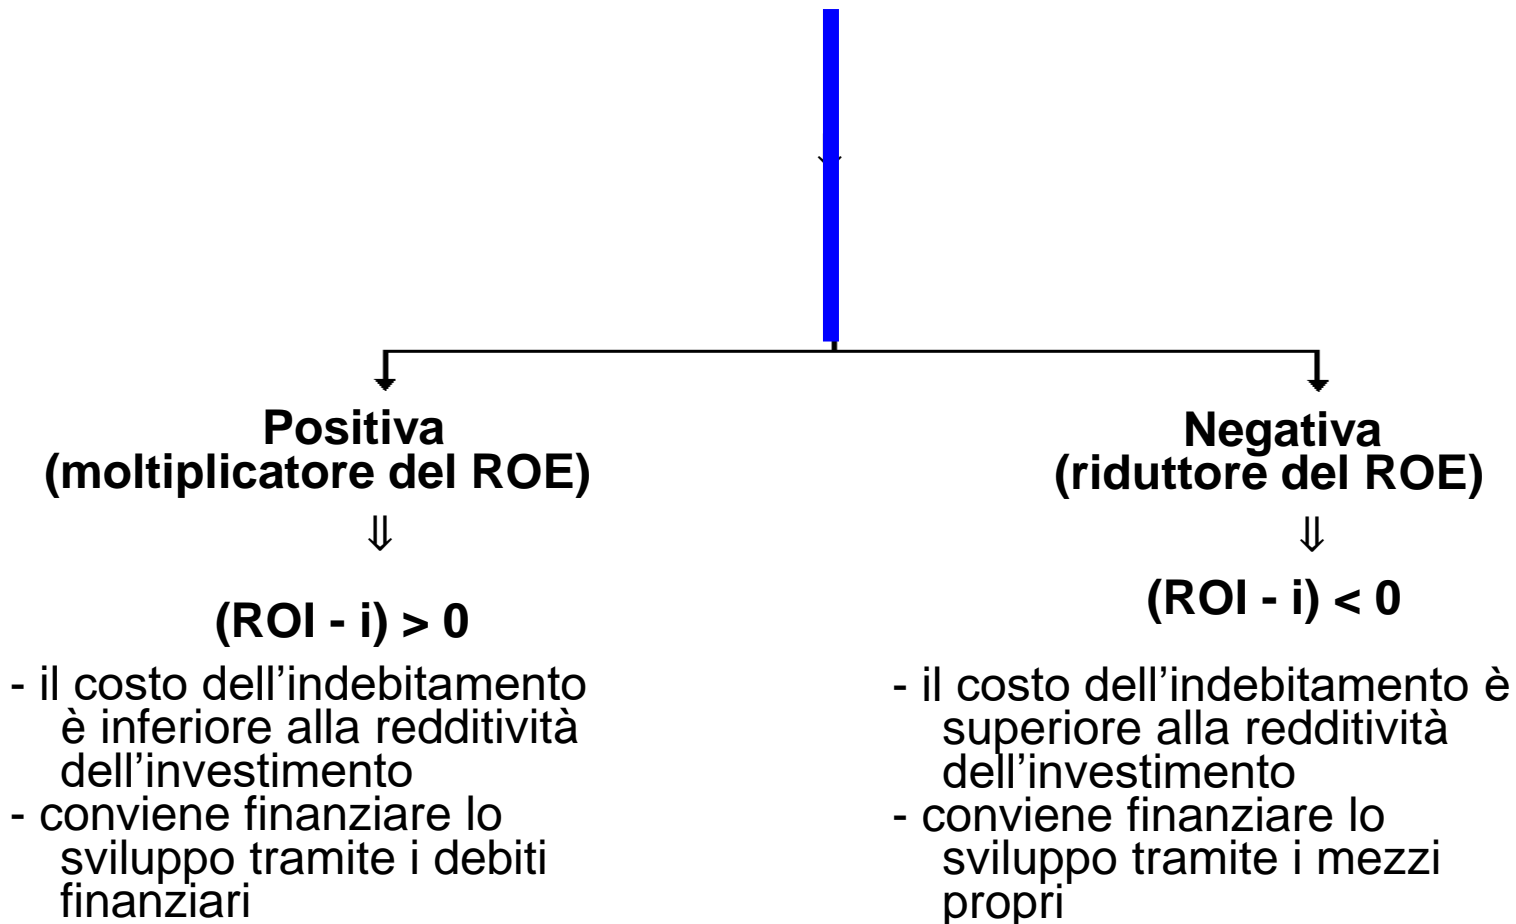 Positiva
(moltiplicatore del ROE)
⇓
(ROI - i) > 0
- il costo dell’indebitamento
è inferiore alla redditività
dell’investimento
- conviene finanziare lo
sviluppo tramite i debiti
finanziari
Negativa
(riduttore del ROE)
⇓
(ROI - i) < 0
- il costo dell’indebitamento è
superiore alla redditività
dell’investimento
- conviene finanziare lo
sviluppo tramite i mezzi
propri